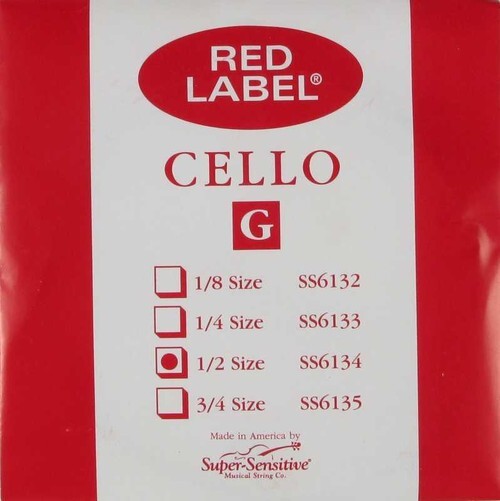 RED
LABEL®
CELLO
G
1/8 Size SS6132
1/4 Size SS6133
1/2 Size SS6134
3/4 Size SS6135
Made in America by
Super-Sensitive®
Musical String Co.